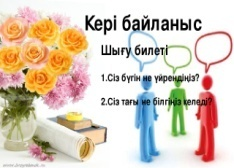 Кері байланыс
Шығу билеті
1.Сіз бүгін не үйрендіңіз?
2.Сіз тағы не білгіңіз келеді?